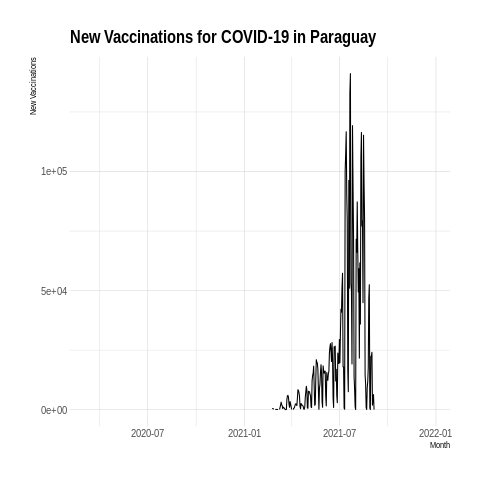 New Vaccinations for COVID-19 in Paraguay
New Vaccinations
1e+05
5e+04
0e+00
2020-07
2021-01
2021-07
2022-01
Month